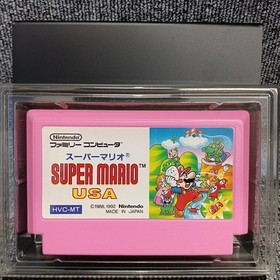 Nintendo
ファミリー コンピュータ
スーパーマリオ®
SUPER MARIO™
USA
©1988,1992 Nintendo
HVC-MT
MADE IN JAPAN